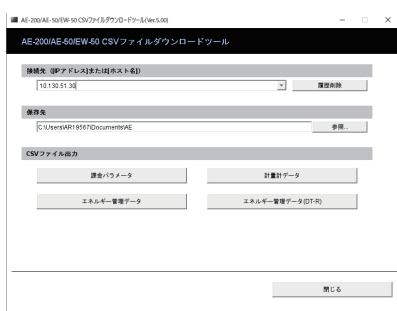 AE-200/AE-50/EW-50 CSVファイルダウンロードツール(Ver.5.00)
AE-200/AE-50/EW-50 CSVファイルダウンロードツール
接続先（[IPアドレス]または[ホスト名]）
10.130.51.30
履歴削除
保存先
C:\Users\AR19567\Documents\AE
参照...
CSVファイル出力
課金パラメータ
計量計データ
エネルギー管理データ
エネルギー管理データ(DT-R)
閉じる